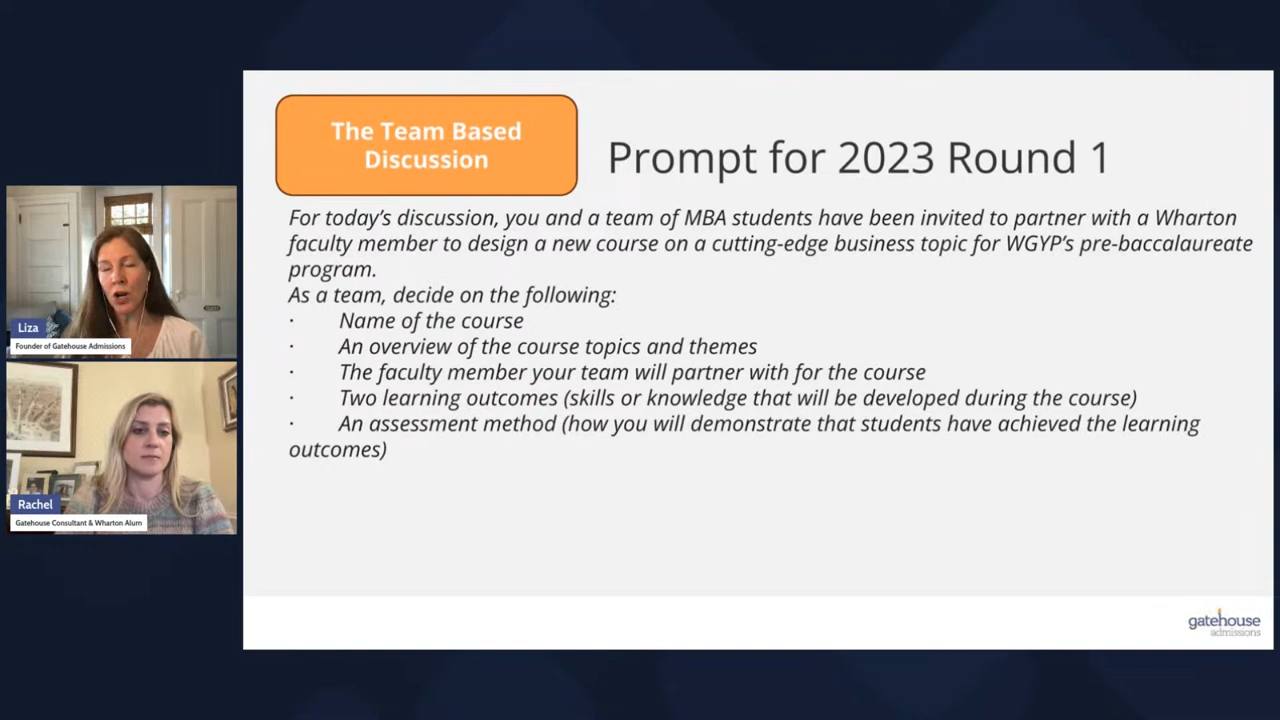 The Team Based
Discussion
Prompt for 2023 Round 1
For today's discussion, you and a team of MBA students have been invited to partner with a Wharton
faculty member to design a new course on a cutting-edge business topic for WGYP's pre-baccalaureate
program.
As a team, decide on the following:
· Name of the course
· An overview of the course topics and themes
· The faculty member your team will partner with for the course
· Two learning outcomes (skills or knowledge that will be developed during the course)
· An assessment method (how you will demonstrate that students have achieved the learning
outcomes)
Liza
Founder of Gatehouse Admissions
Rachel
Gatehouse Consultant & Wharton Alum
gatehouse
admissions